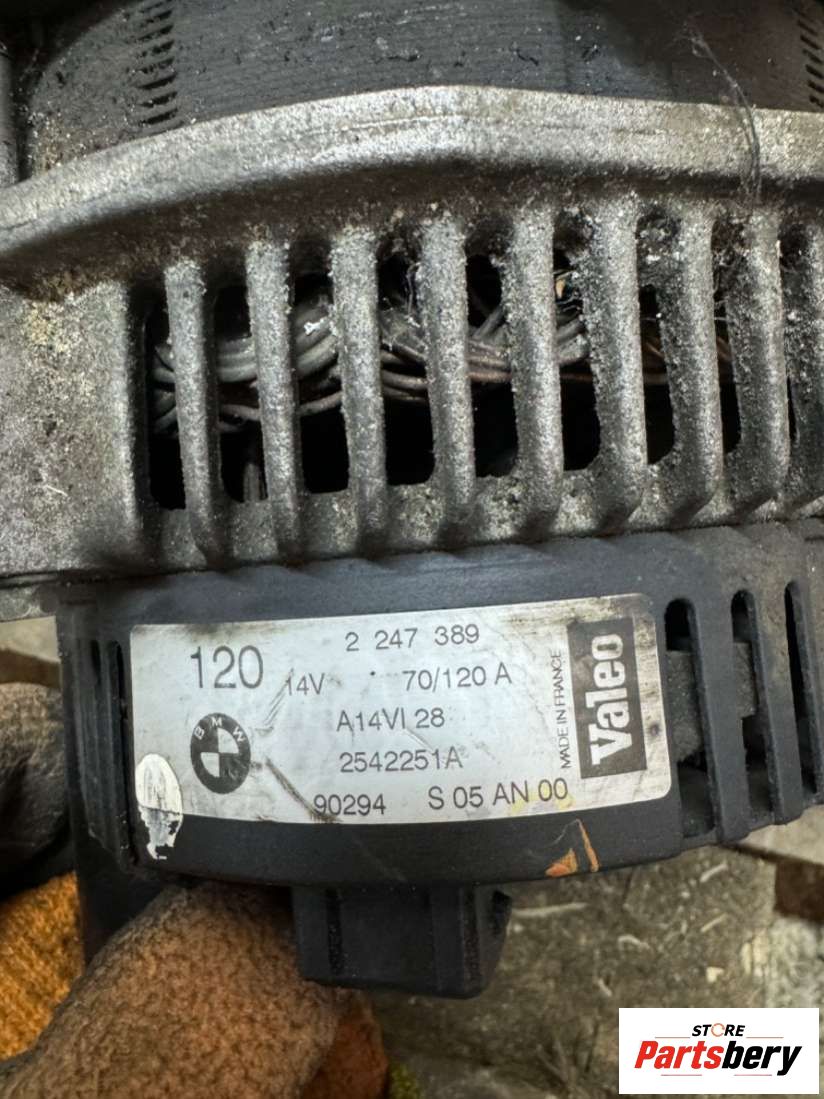 2 247 389
120 14V 70/120 A
A14VI 28
BMW
2542251A
90294 S 05 AN 00
MADE IN FRANCE
Valeo
STORE
Partsbery